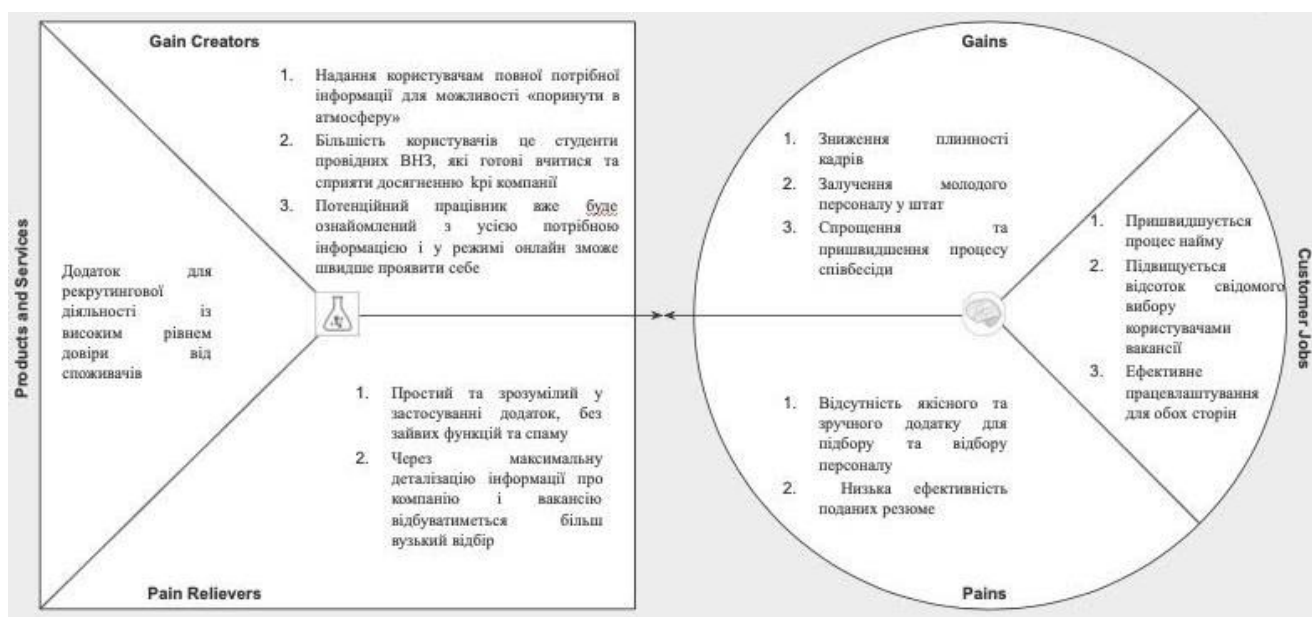 Gain Creators
1. Надання користувачам повної потрібної
інформації для можливості «поринути в
атмосферу»
2. Більшість користувачів це студенти
провідних ВНЗ, які готові вчитися та
сприяти досягненню kpi компанії
3. Потенційний працівник вже буде
ознайомлений з усією потрібною
інформацією і у режимі онлайн зможе
швидше проявити себе
Products and Services
Додаток для
рекрутингової
діяльності із
високим рівнем
довіри від
споживачів
1. Простий та зрозумілий у
застосуванні додаток, без
зайвих функцій та спаму
2. Через максимальну
деталізацію інформації про
компанію і вакансію
відбуватиметься більш
вузький відбір
Pain Relievers
Gains
1. Зниження плинності
кадрів
2. Залучення молодого
персоналу у штат
3. Спрощення та
пришвидшення процесу
співбесіди
1. Пришвидшується
процес найму
2. Підвищується
відсоток свідомого
вибору
користувачами
вакансії
3. Ефективне
працевлаштування
для обох сторін
Customer Jobs
1. Відсутність якісного та
зручного додатку для
підбору та відбору
персоналу
2. Низька ефективність
поданих резюме
Pains